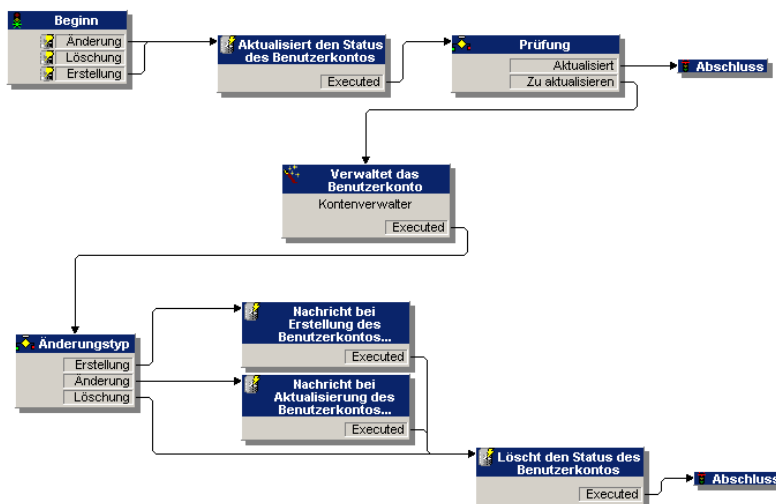 Beginn
Änderung
Löschung
Erstellung
Aktualisiert den Status
des Benutzerkontos
Executed
Prüfung
Aktualisiert
Zu aktualisieren
Abschluss
Verwaltet das
Benutzerkonto
Kontenverwalter
Executed
Änderungstyp
Erstellung
Änderung
Löschung
Nachricht bei
Erstellung des
Benutzerkontos...
Executed
Nachricht bei
Aktualisierung des
Benutzerkontos...
Executed
Löscht den Status des
Benutzerkontos
Executed
Abschluss